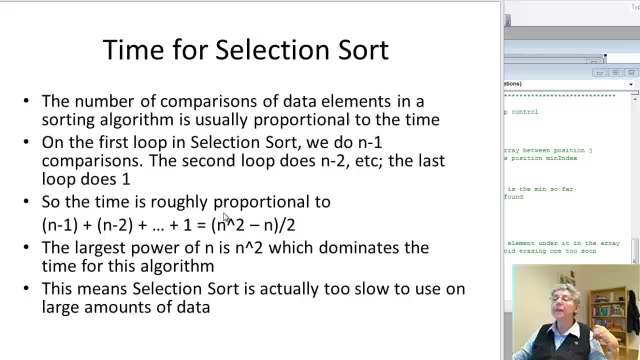 Time for Selection Sort
• The number of comparisons of data elements in a
sorting algorithm is usually proportional to the time
• On the first loop in Selection Sort, we do n-1
comparisons. The second loop does n-2, etc; the last
loop does 1
• So the time is roughly proportional to
(n-1) + (n-2) + … + 1 = (n^2 – n)/2
• The largest power of n is n^2 which dominates the
time for this algorithm
• This means Selection Sort is actually too slow to use on
large amounts of data
control
array between position j
s position minIndex
is the min so far
found
element under it in the array
oid erasing one too soon